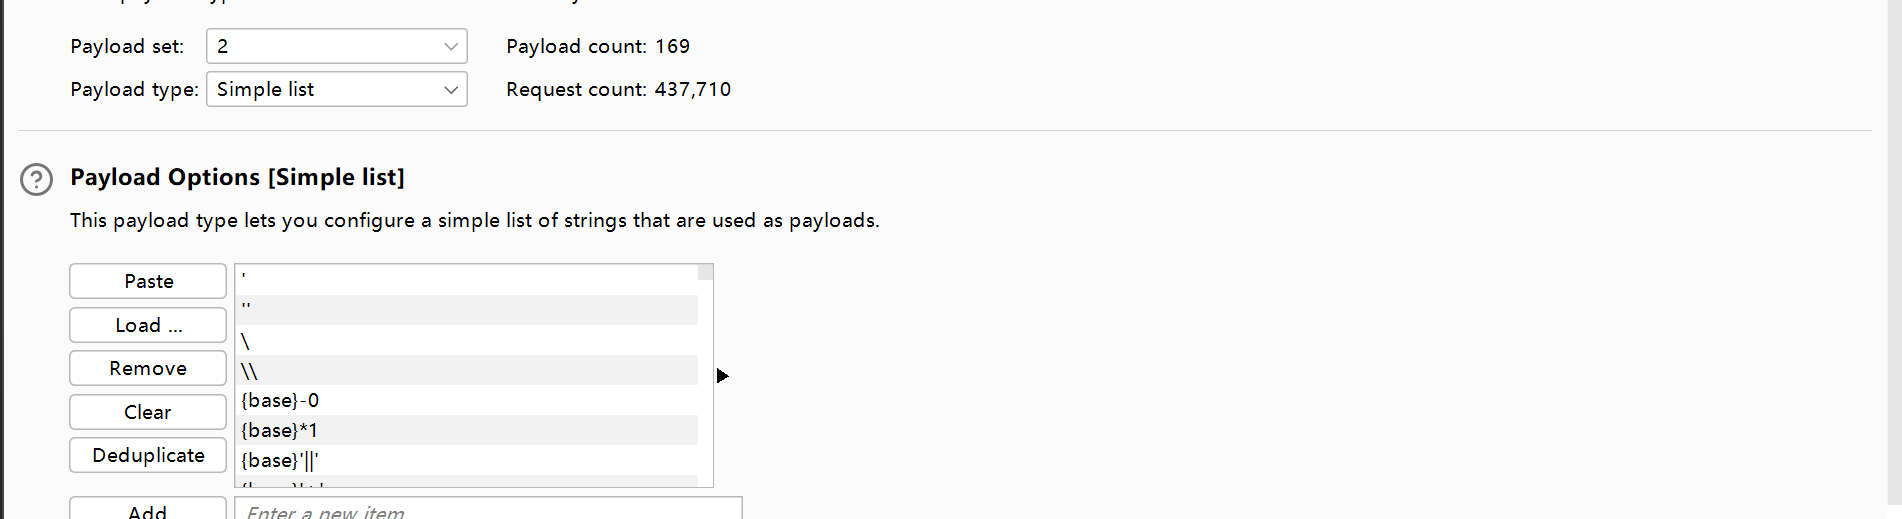 Payload set: 2 Payload count: 169
Payload type: Simple list Request count: 437,710
Payload Options [Simple list]
This payload type lets you configure a simple list of strings that are used as payloads.
Paste
Load ...
Remove
Clear
Deduplicate
Add
'
''
\
\\
{base}-0
{base}*1
{base}'||'
Enter a new item